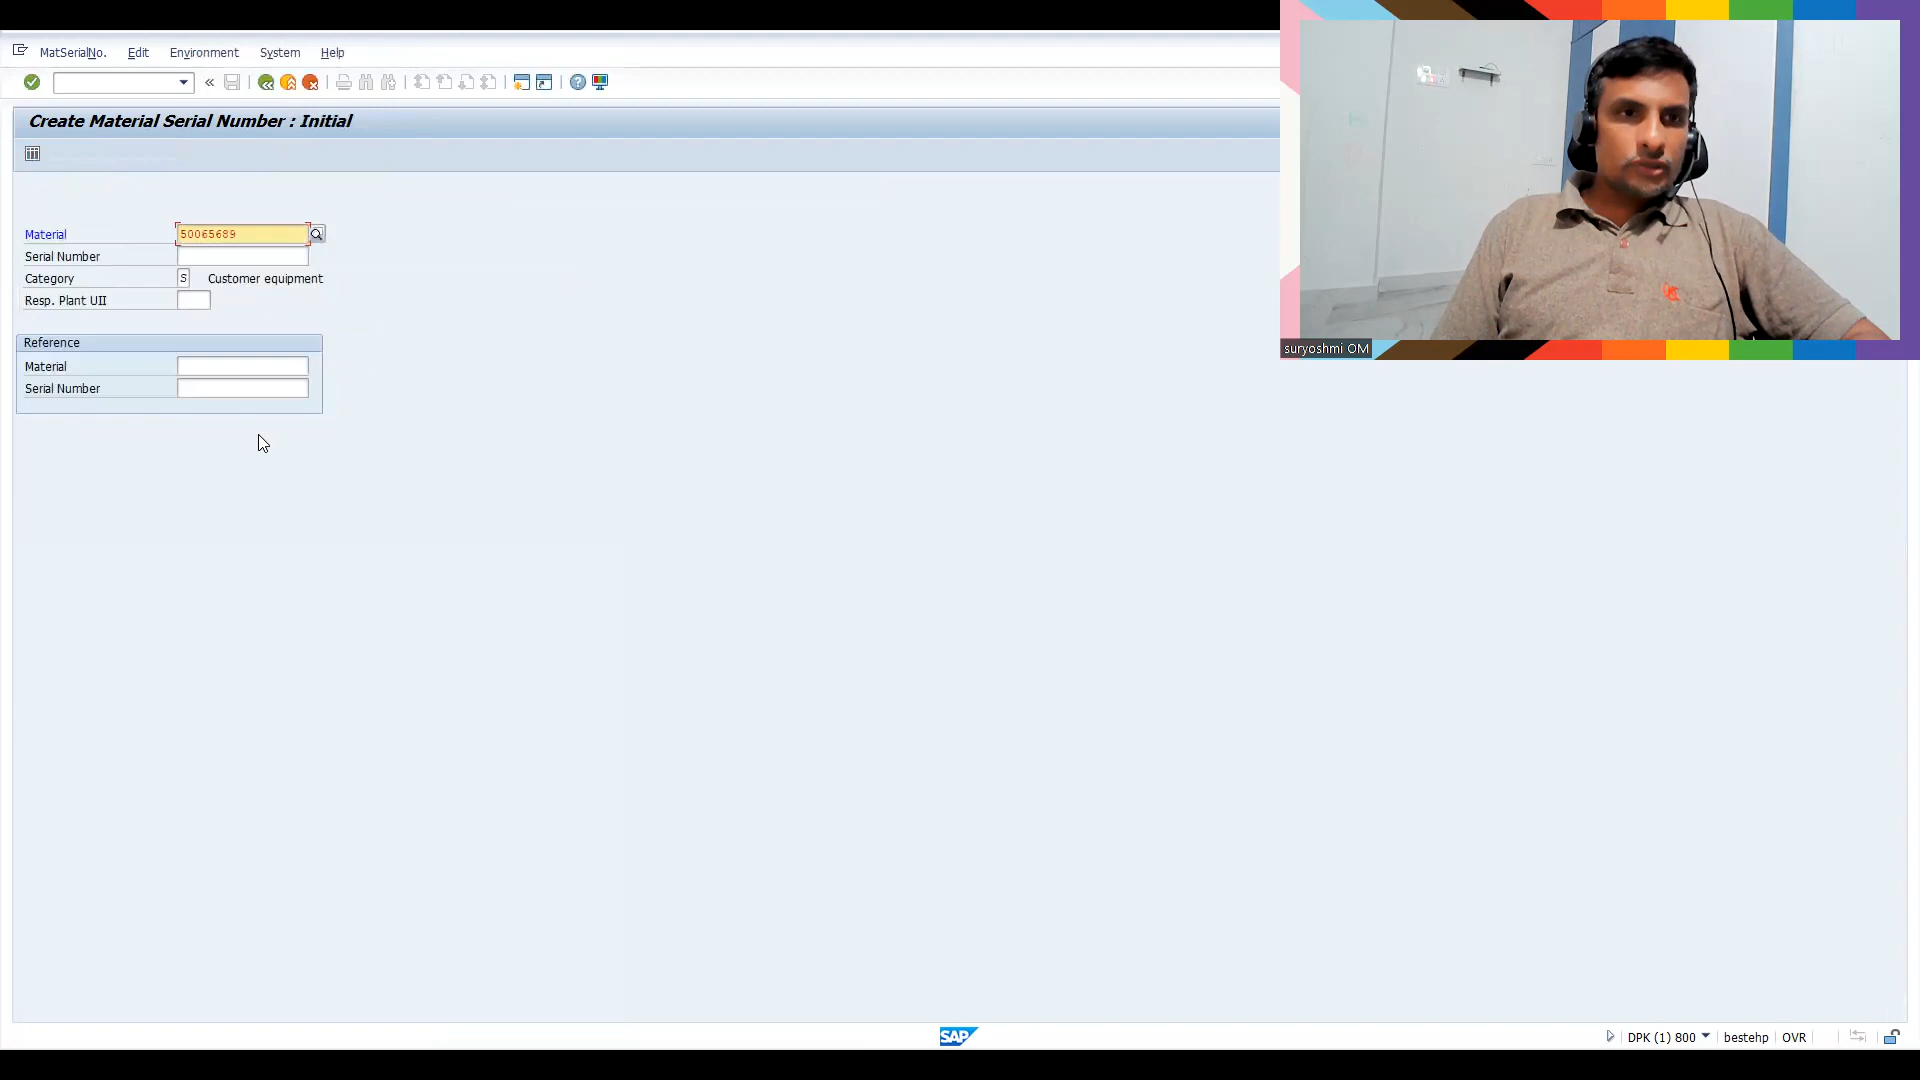 MatSerialNo. Edit Environment System Help
Create Material Serial Number : Initial
Material 50065689
Serial Number
Category S Customer equipment
Resp. Plant UII
Reference
Material
Serial Number
suryoshmi OM
SAP
DPK (1) 800 bestehp OVR